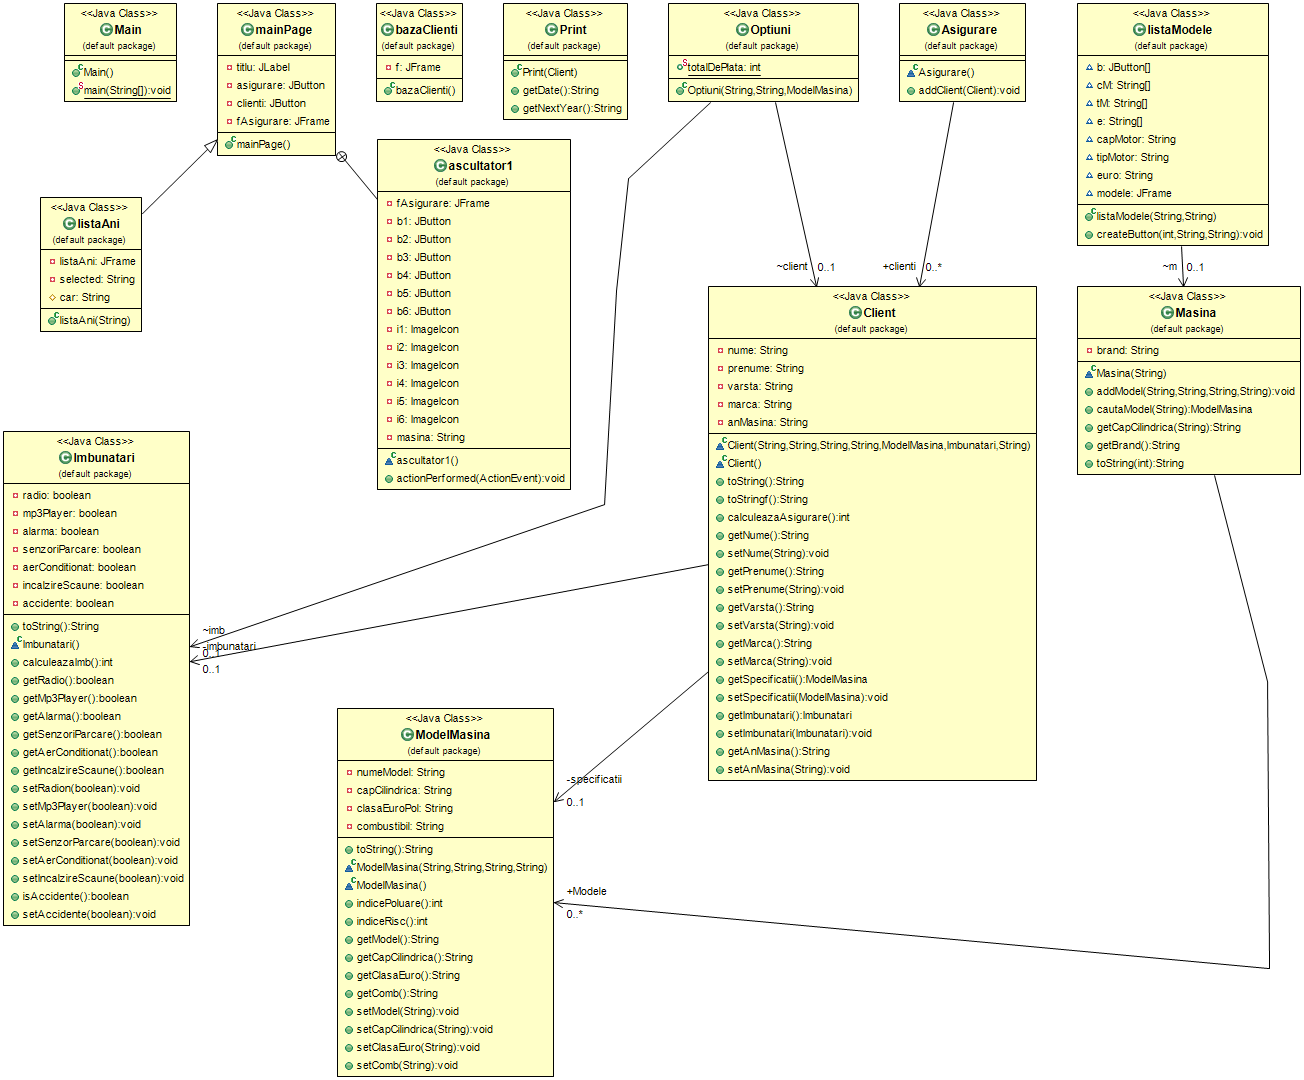 <<Java Class>>
Main
(default package)
Main()
main(String[]):void
<<Java Class>>
mainPage
(default package)
titlu: JLabel
asigurare: JButton
clienti: JButton
fAsigurare: JFrame
mainPage()
<<Java Class>>
bazaClienti
(default package)
f: JFrame
bazaClienti()
<<Java Class>>
Print
(default package)
Print(Client)
getDate():String
getNextYear():String
<<Java Class>>
Optiuni
(default package)
totalDePlata: int
Optiuni(String,String,ModelMasina)
<<Java Class>>
Asigurare
(default package)
Asigurare()
addClient(Client):void
<<Java Class>>
listaModele
(default package)
b: JButton[]
cM: String[]
tM: String[]
e: String[]
capMotor: String
tipMotor: String
euro: String
modele: JFrame
listaModele(String,String)
createButton(int,String,String):void
<<Java Class>>
ascultator1
(default package)
fAsigurare: JFrame
b1: JButton
b2: JButton
b3: JButton
b4: JButton
b5: JButton
b6: JButton
i1: ImageIcon
i2: ImageIcon
i3: ImageIcon
i4: ImageIcon
i5: ImageIcon
i6: ImageIcon
masina: String
ascultator1()
actionPerformed(ActionEvent):void
<<Java Class>>
listaAni
(default package)
listaAni: JFrame
selected: String
car: String
listaAni(String)
~client 0..1
+clienti 0..*
~m 0..1
<<Java Class>>
Client
(default package)
nume: String
prenume: String
varsta: String
marca: String
anMasina: String
Client(String,String,String,String,ModelMasina,Imbunatari,String)
Client()
toString():String
toStringf():String
calculeazaAsigurare():int
getNume():String
setNume(String):void
getPrenume():String
setPrenume(String):void
getVarsta():String
setVarsta(String):void
getMarca():String
setMarca(String):void
getSpecificatii():ModelMasina
setSpecificatii(ModelMasina):void
getImbunatari():Imbunatari
setImbunatari(Imbunatari):void
getAnMasina():String
setAnMasina(String):void
<<Java Class>>
Masina
(default package)
brand: String
Masina(String)
addModel(String,String,String,String):void
cautaModel(String):ModelMasina
getCapCilindrica(String):String
getBrand():String
toString(int):String
<<Java Class>>
Imbunatari
(default package)
radio: boolean
mp3Player: boolean
alarma: boolean
senzoriParcare: boolean
aerConditionat: boolean
incalzireScaune: boolean
accidente: boolean
toString():String
Imbunatari()
calculeazaImb():int
getRadio():boolean
getMp3Player():boolean
getAlarma():boolean
getSenzoriParcare():boolean
getAerConditionat():boolean
getIncalzireScaune():boolean
setRadion(boolean):void
setMp3Player(boolean):void
setAlarma(boolean):void
setSenzorParcare(boolean):void
setAerConditionat(boolean):void
setIncalzireScaune(boolean):void
isAccidente():boolean
setAccidente(boolean):void
~imb
-imbunatari
0..1
0..1
<<Java Class>>
ModelMasina
(default package)
numeModel: String
capCilindrica: String
clasaEuroPol: String
combustibil: String
toString():String
ModelMasina(String,String,String,String)
ModelMasina()
indicePoluare():int
indiceRisc():int
getModel():String
getCapCilindrica():String
getClasaEuro():String
getComb():String
setModel(String):void
setCapCilindrica(String):void
setClasaEuro(String):void
setComb(String):void
-specificatii
0..1
+Modele
0..*